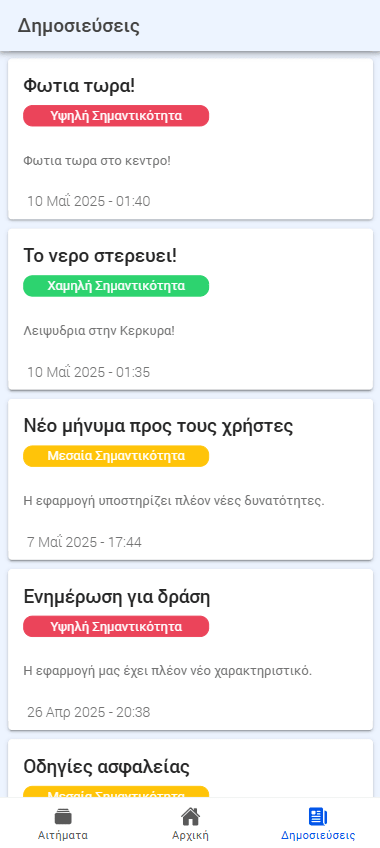 Δημοσιεύσεις
Φωτια τωρα!
Υψηλή Σημαντικότητα
Φωτια τωρα στο κεντρο!
10 Μαΐ 2025 - 01:40
Το νερο στερευει!
Χαμηλή Σημαντικότητα
Λειψυδρια στην Κερκυρα!
10 Μαΐ 2025 - 01:35
Νέο μήνυμα προς τους χρήστες
Μεσαία Σημαντικότητα
Η εφαρμογή υποστηρίζει πλέον νέες δυνατότητες.
7 Μαΐ 2025 - 17:44
Ενημέρωση για δράση
Υψηλή Σημαντικότητα
Η εφαρμογή μας έχει πλέον νέο χαρακτηριστικό.
26 Απρ 2025 - 20:38
Οδηγίες ασφαλείας
Μεσαία Σημαντικότητα
Αιτήματα
Αρχική
Δημοσιεύσεις